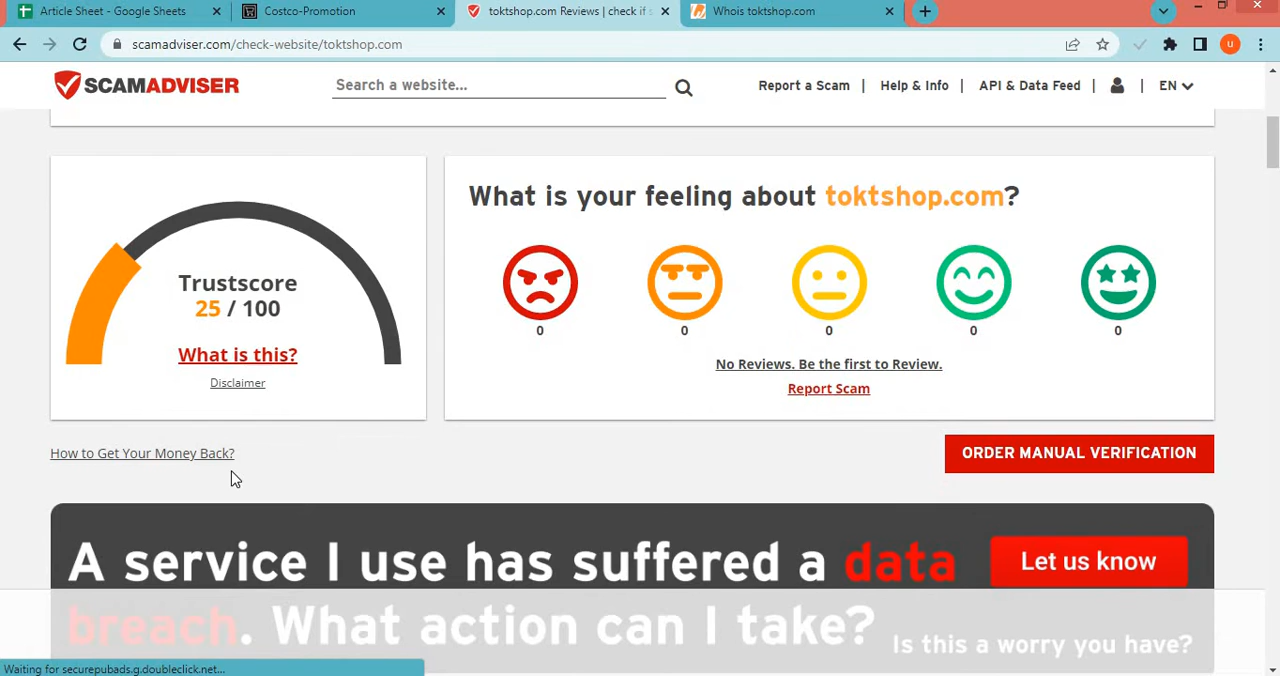 Article Sheet - Google Sheets
Costco-Promotion
toktshop.com Reviews | check if s
Whois toktshop.com
scamadviser.com/check-website/toktshop.com
u
SCAMADVISER
Search a website...
Report a Scam | Help & Info | API & Data Feed | | EN
Trustscore
25 / 100
What is this?
Disclaimer
What is your feeling about toktshop.com?
0 0 0 0 0
No Reviews. Be the first to Review.
Report Scam
How to Get Your Money Back?
ORDER MANUAL VERIFICATION
A service I use has suffered a data
breach. What action can I take?
Let us know
Is this a worry you have?
Waiting for securepubads.g.doubleclick.net...